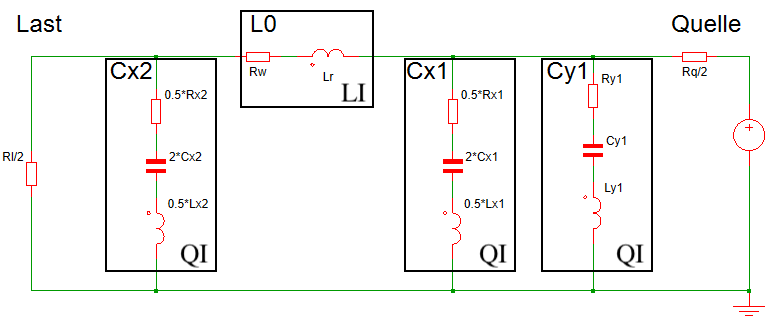 Last
L0
Quelle
Cx2
Cx1
Cy1
Rw
Lr
LI
Rq/2
0.5*Rx2
0.5*Rx1
Ry1
+
Rl/2
2*Cx2
2*Cx1
Cy1
0.5*Lx2
0.5*Lx1
Ly1
QI
QI
QI